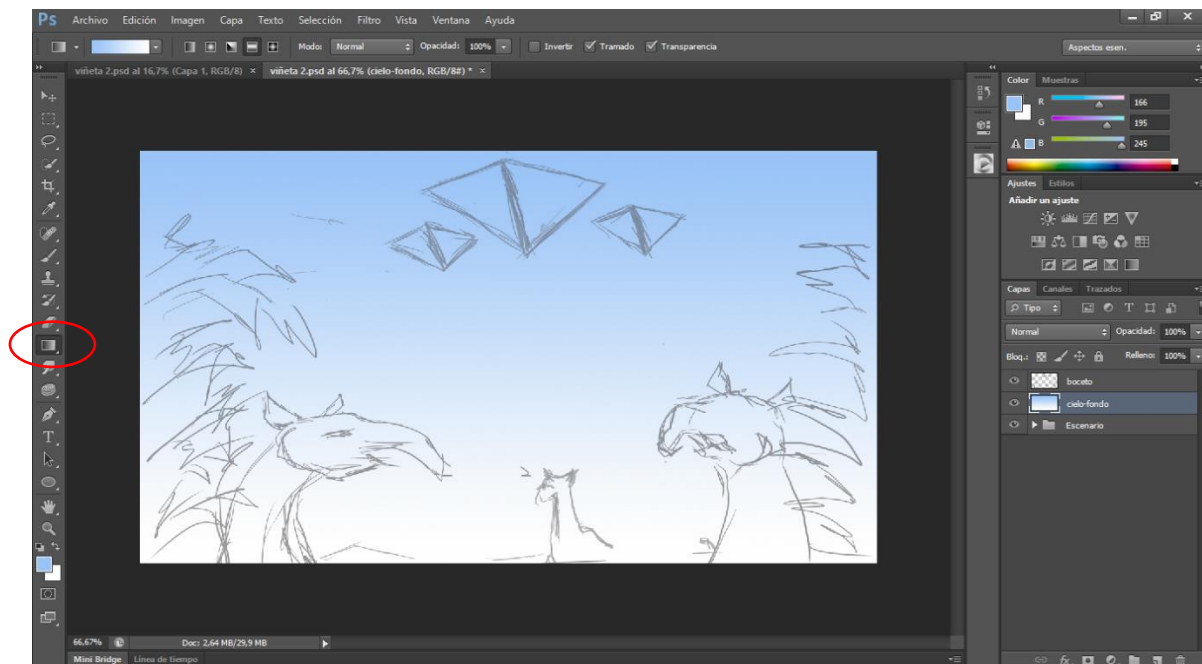 Ps Archivo Edición Imagen Capa Texto Selección Filtro Vista Ventana Ayuda
Modo: Normal Opacidad: 100% Invertir Tramado Transparencia Aspectos esen.
viñeta 2.psd al 16,7% (Capa 1, RGB/8) × viñeta 2.psd al 66,7% (cielo-fondo, RGB/8#) * ×
Color Muestras
R 166
G 195
B 245
Ajustes Estilos
Añadir un ajuste
Capas Canales Trazados
Tipo
Normal Opacidad: 100%
Bloq.: Relleno: 100%
boceto
cielo-fondo
Escenario
66,67% Doc: 2,64 MB/29,9 MB
Mini Bridge Línea de tiempo